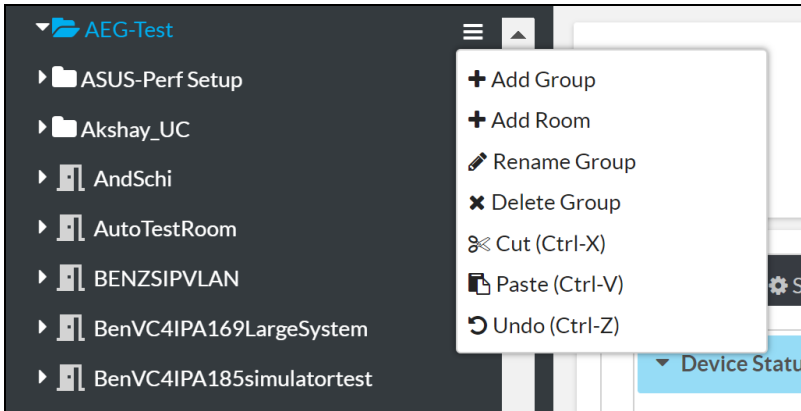 AEG-Test
ASUS-Perf Setup
Akshay_UC
AndSchi
AutoTestRoom
BENZSIPVLAN
BenVC4IPA169LargeSystem
BenVC4IPA185simulatortest
Add Group
Add Room
Rename Group
Delete Group
Cut (Ctrl-X)
Paste (Ctrl-V)
Undo (Ctrl-Z)
S
Device Statu